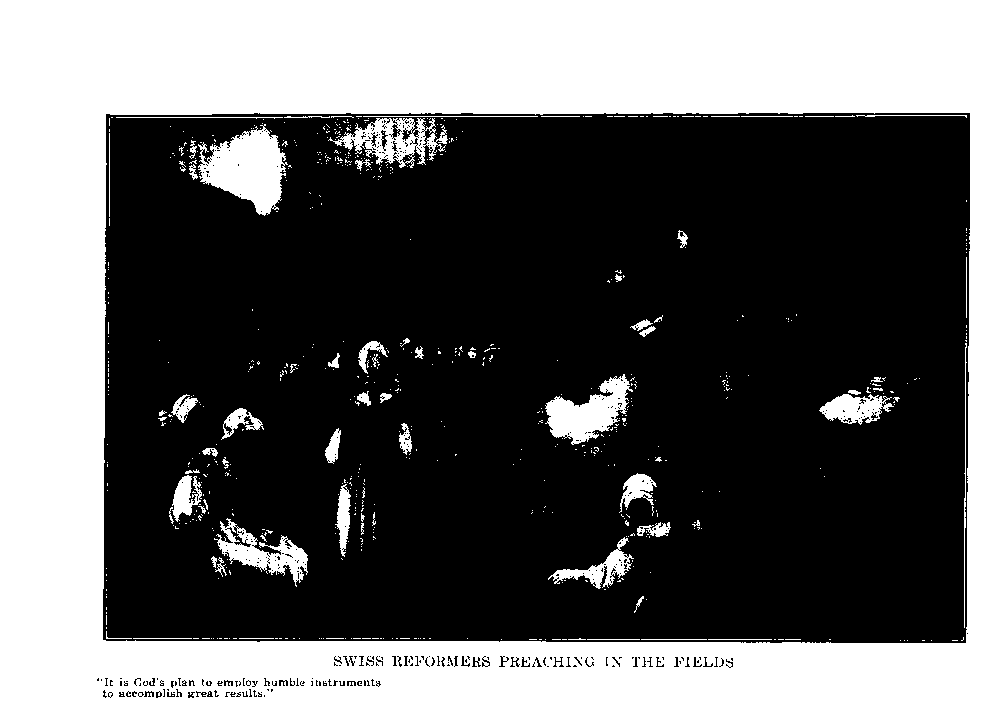 SWISS REFORMERS PREACHING IN THE FIELDS
"It is God's plan to employ humble instruments
to accomplish great results."